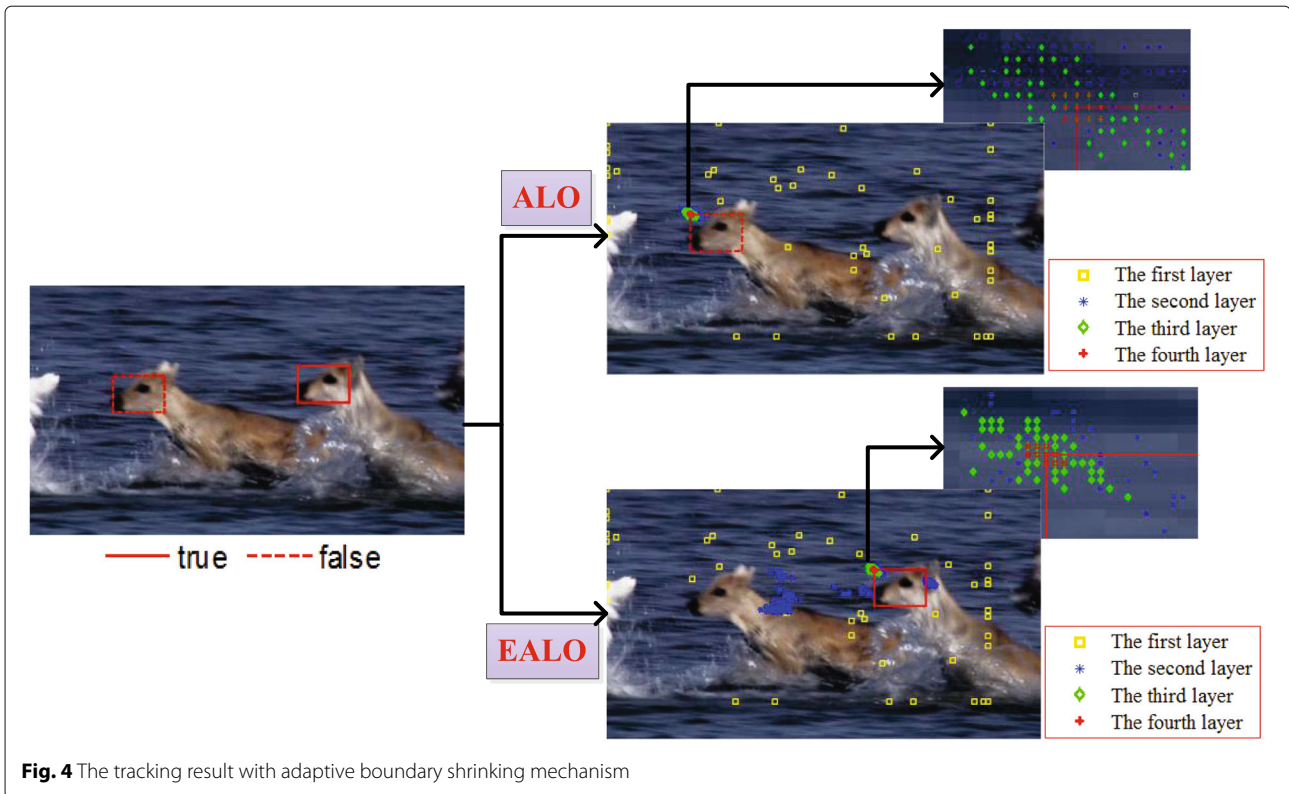 ALO
The first layer
The second layer
The third layer
The fourth layer
true false
EALO
The first layer
The second layer
The third layer
The fourth layer
Fig. 4 The tracking result with adaptive boundary shrinking mechanism